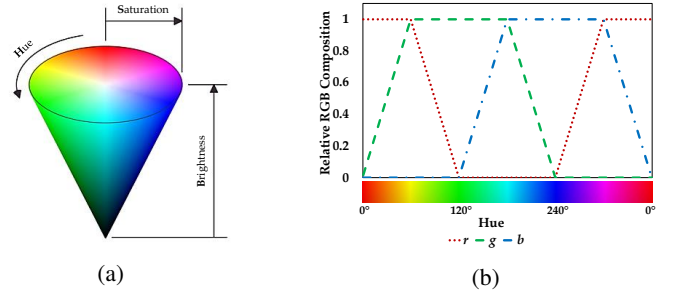 Saturation
Hue
Brightness
(a)
Relative RGB Composition
1
0.8
0.6
0.4
0.2
0
0° 120° 240° 0°
Hue
r g b
(b)